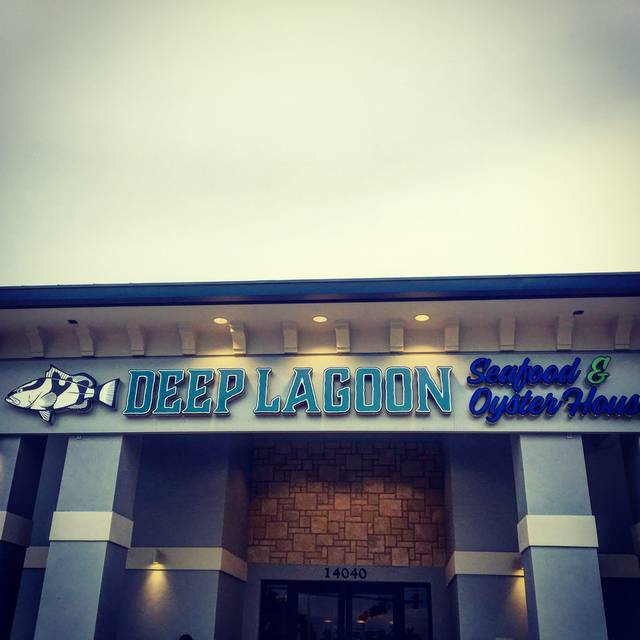 DEEP LAGOON
Seafood &
Oyster Hous
14040